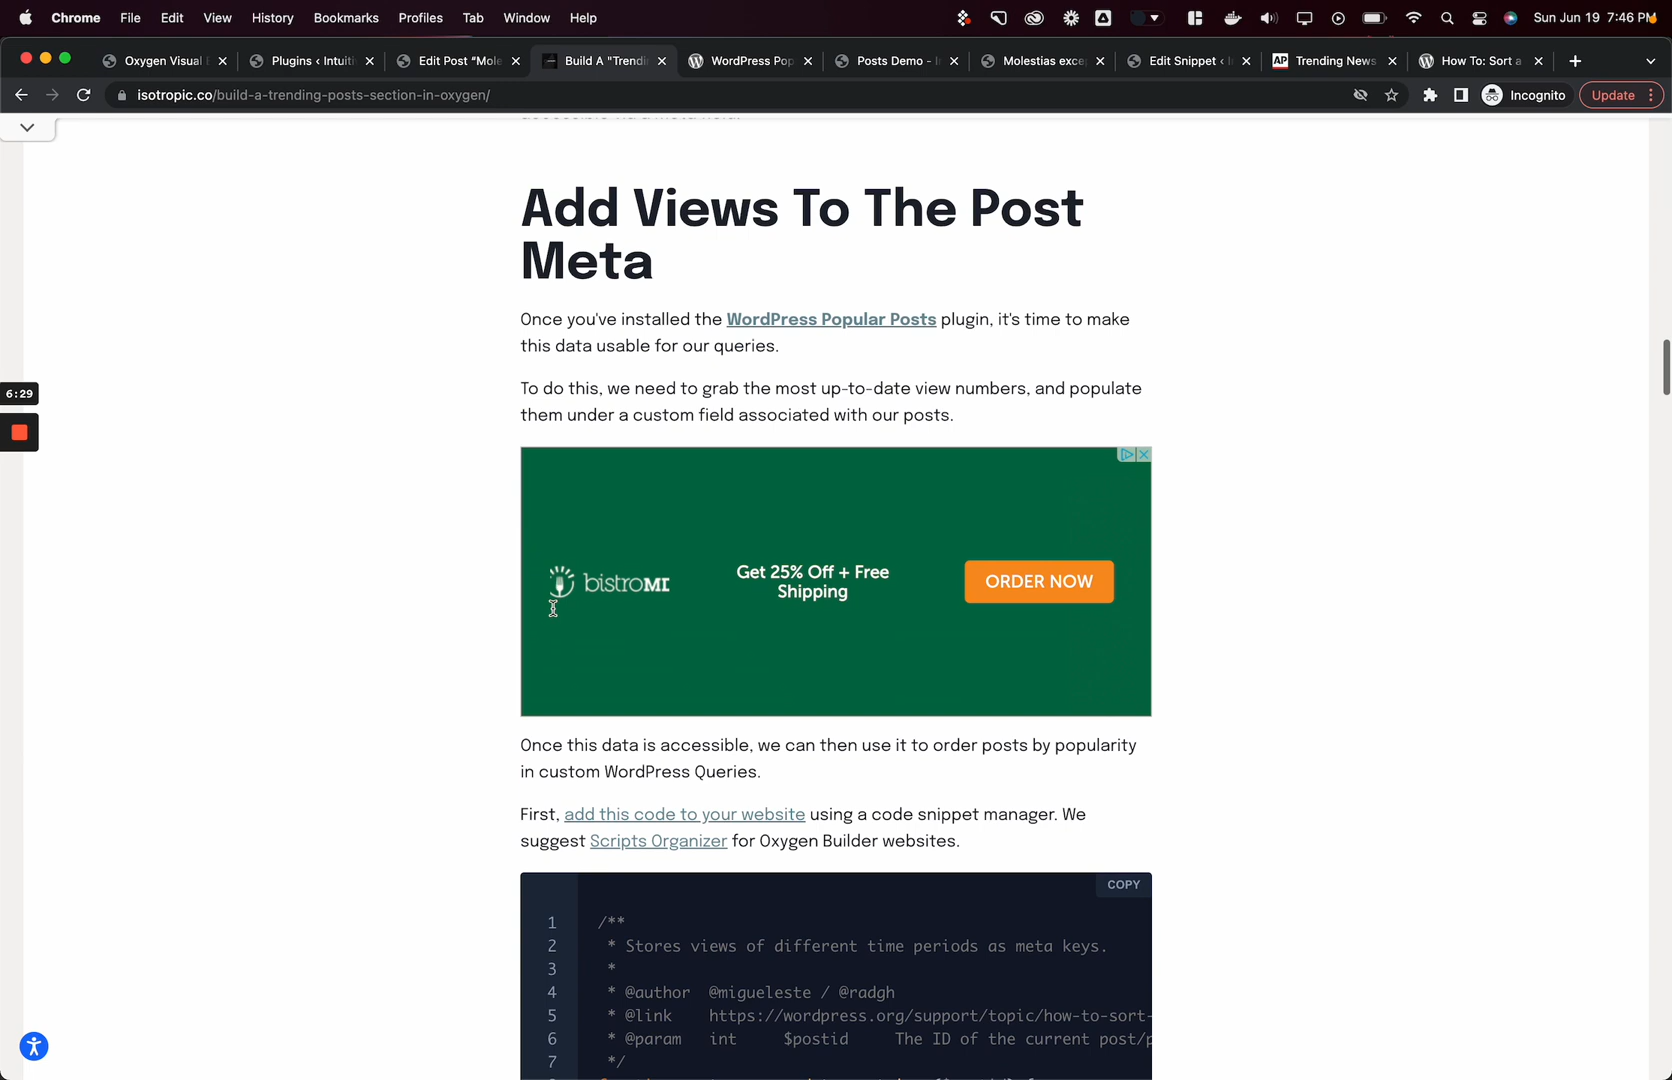 Chrome File Edit View History Bookmarks Profiles Tab Window Help Sun Jun 19 7:46 PM
Oxygen Visual Plugins ‹ Intuiti Edit Post “Mole Build A "Trendi WordPress Pop Posts Demo - I Molestias exce Edit Snippet ‹ AP Trending News How To: Sort a
isotropic.co/build-a-trending-posts-section-in-oxygen/ Incognito Update
Add Views To The Post
Meta
Once you've installed the WordPress Popular Posts plugin, it's time to make
this data usable for our queries.
6:29
To do this, we need to grab the most up-to-date view numbers, and populate
them under a custom field associated with our posts.
bistroMD
Get 25% Off + Free
Shipping
ORDER NOW
Once this data is accessible, we can then use it to order posts by popularity
in custom WordPress Queries.
First, add this code to your website using a code snippet manager. We
suggest Scripts Organizer for Oxygen Builder websites.
COPY
1 /**
2 * Stores views of different time periods as meta keys.
3 *
4 * @author @migueleste / @radgh
5 * @link https://wordpress.org/support/topic/how-to-sort-
6 * @param int $postid The ID of the current post/p
7 */